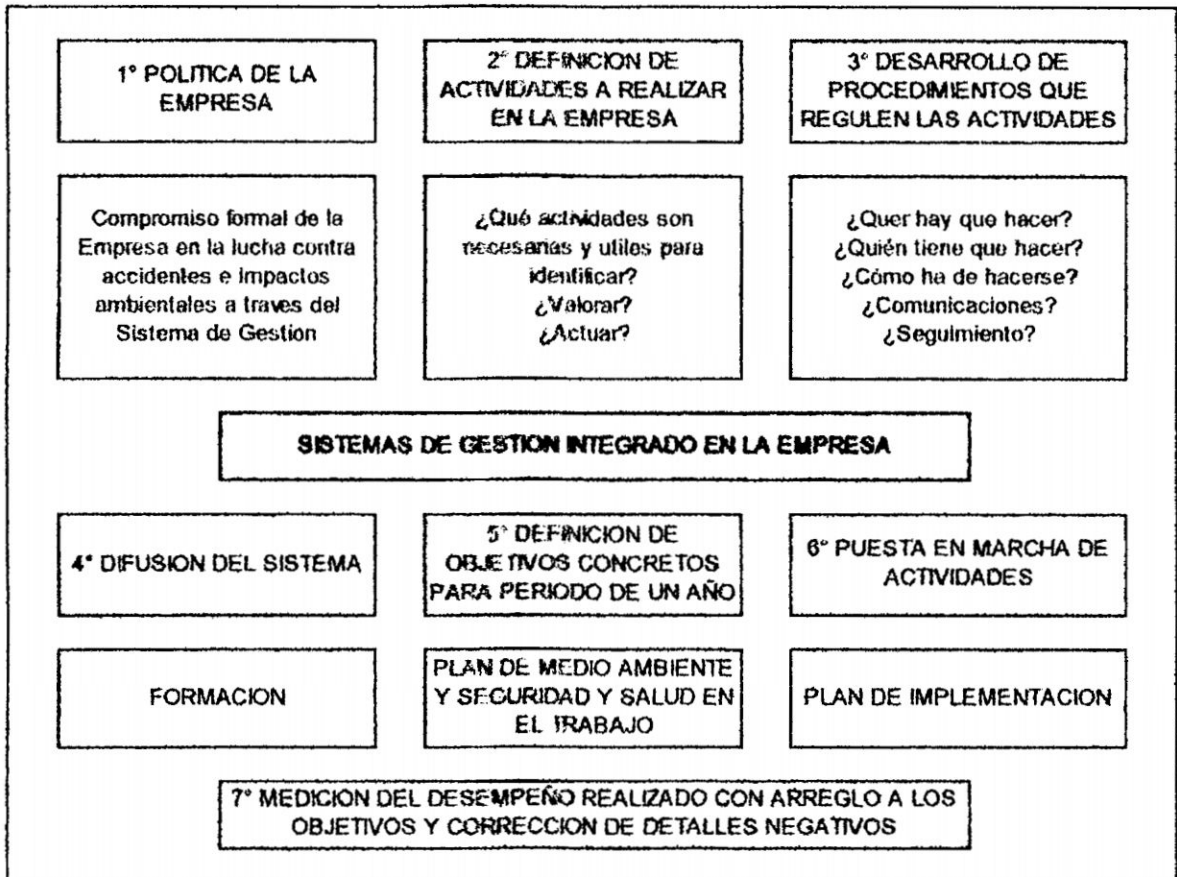 1° POLITICA DE LA
EMPRESA
2° DEFINICION DE
ACTIVIDADES A REALIZAR
EN LA EMPRESA
3° DESARROLLO DE
PROCEDIMIENTOS QUE
REGULEN LAS ACTIVIDADES
Compromiso formal de la
Empresa en la lucha contra
accidentes e Impactos
ambientales a traves del
Sistema de Gestion
¿Qué actividades son
necesarias y utiles para
identificar?
¿Valorar?
¿Actuar?
¿Quer hay que hacer?
¿Quién tiene que hacer?
¿Cómo ha de hacerse?
¿Comunicaciones?
¿Seguimiento?
SISTEMAS DE GESTION INTEGRADO EN LA EMPRESA
4° DIFUSION DEL SISTEMA
5° DEFINICION DE
OBJETIVOS CONCRETOS
PARA PERIODO DE UN AÑO
6° PUESTA EN MARCHA DE
ACTIVIDADES
FORMACION
PLAN DE MEDIO AMBIENTE
Y SEGURIDAD Y SALUD EN
EL TRABAJO
PLAN DE IMPLEMENTACION
7° MEDICION DEL DESEMPEÑO REALIZADO CON ARREGLO A LOS
OBJETIVOS Y CORRECCION DE DETALLES NEGATIVOS